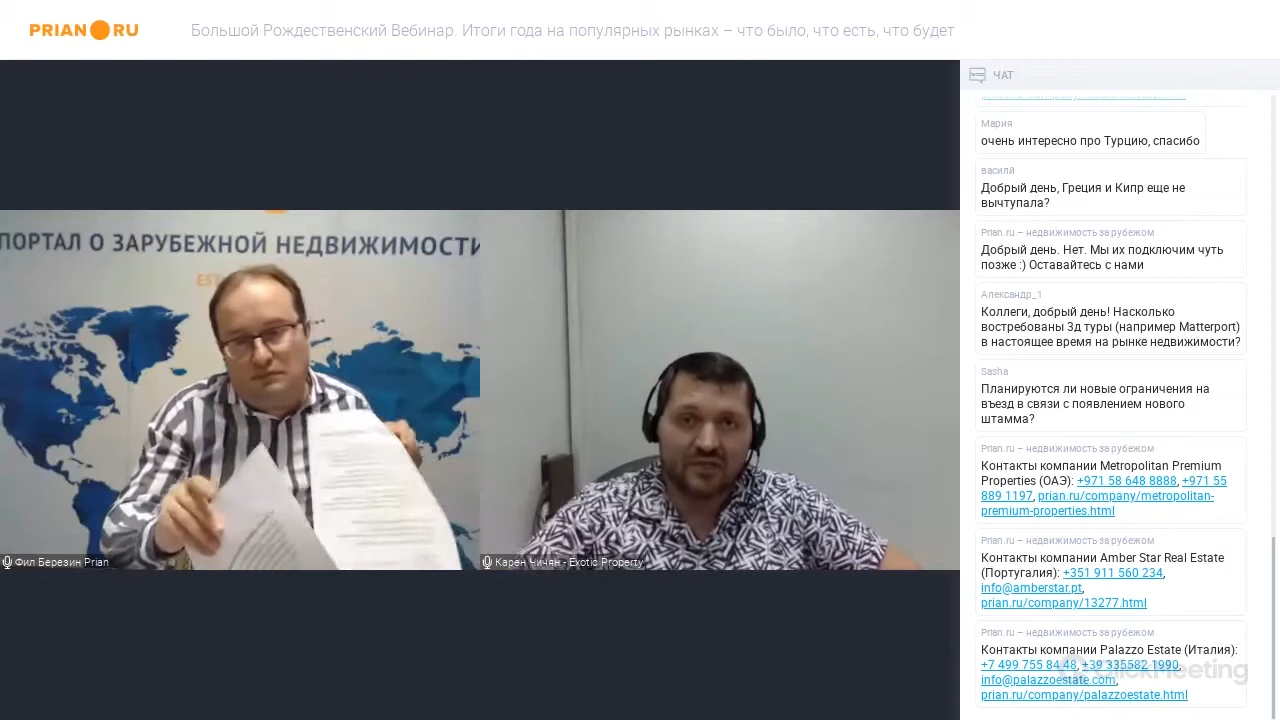 PRIAN RU
Большой Рождественский Вебинар. Итоги года на популярных рынках – что было, что есть, что будет
ЧАТ
Мария
очень интересно про Турцию, спасибо
василй
Добрый день, Греция и Кипр еще не
вычтупала?
Prian.ru – недвижимость за рубежом
Добрый день. Нет. Мы их подключим чуть
позже :) Оставайтесь с нами
Александр_1
Коллеги, добрый день! Насколько
востребованы 3д туры (например Matterport)
в настоящее время на рынке недвижимости?
Sasha
Планируются ли новые ограничения на
въезд в связи с появлением нового
штамма?
Prian.ru – недвижимость за рубежом
Контакты компании Metropolitan Premium
Properties (ОАЭ): +971 58 648 8888, +971 55
889 1197, prian.ru/company/metropolitan-
premium-properties.html
Prian.ru – недвижимость за рубежом
Контакты компании Amber Star Real Estate
(Португалия): +351 911 560 234,
info@amberstar.pt,
prian.ru/company/13277.html
Prian.ru – недвижимость за рубежом
Контакты компании Palazzo Estate (Италия):
+7 499 755 84 48, +39 335582 1990,
info@palazzoestate.com,
prian.ru/company/palazzoestate.html
ClickMeeting
ПОРТАЛ О ЗАРУБЕЖНОЙ НЕДВИЖИМОСТИ
EST
Фил Березин Prian
Карен Чичян - Exotic Property